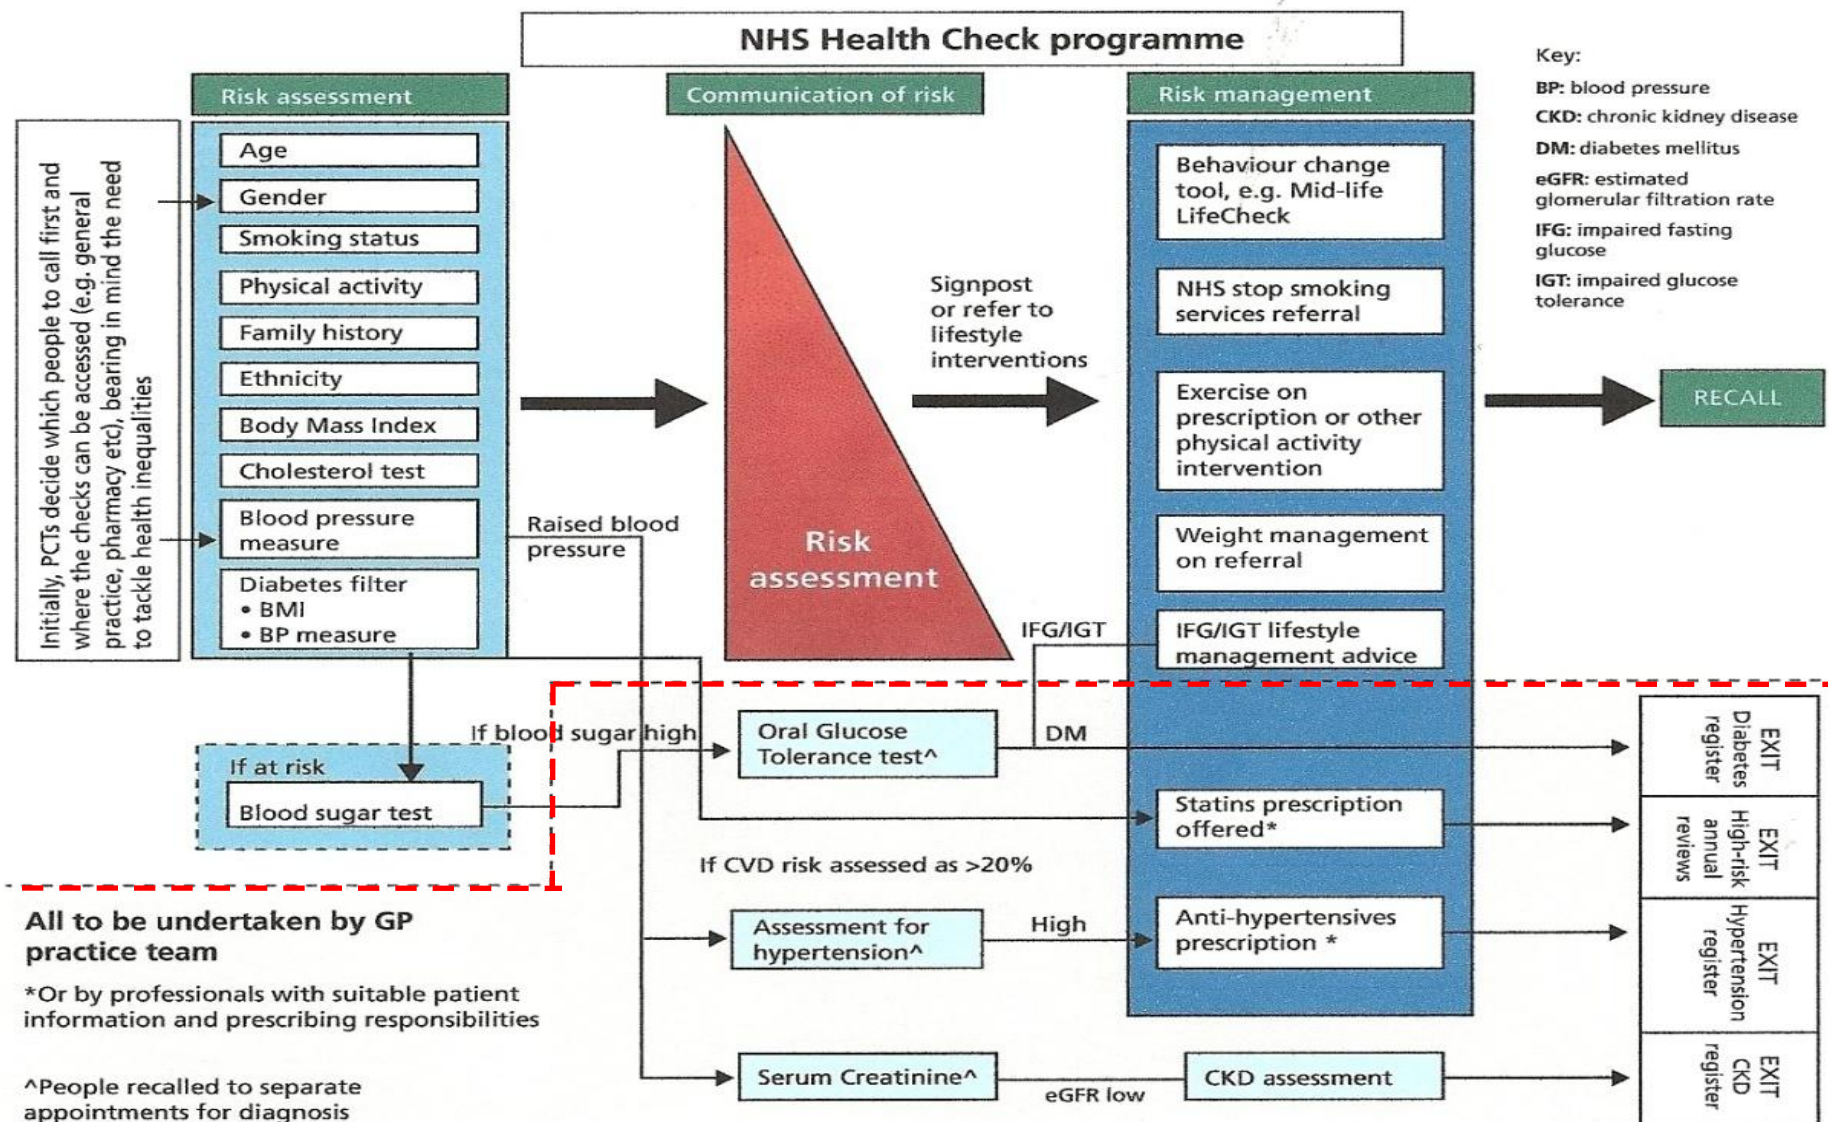 NHS Health Check programme
Risk assessment
Communication of risk
Risk management
Key:
BP: blood pressure
CKD: chronic kidney disease
DM: diabetes mellitus
eGFR: estimated
glomerular filtration rate
IFG: impaired fasting
glucose
IGT: impaired glucose
tolerance
Initially, PCTs decide which people to call first and
where the checks can be accessed (e.g. general
practice, pharmacy etc), bearing in mind the need
to tackle health inequalities
Age
Gender
Smoking status
Physical activity
Family history
Ethnicity
Body Mass Index
Cholesterol test
Blood pressure
measure
Diabetes filter
• BMI
• BP measure
Raised blood
pressure
Risk
assessment
Signpost
or refer to
lifestyle
interventions
Behaviour change
tool, e.g. Mid-life
LifeCheck
NHS stop smoking
services referral
Exercise on
prescription or other
physical activity
intervention
Weight management
on referral
IFG/IGT
IFG/IGT lifestyle
management advice
RECALL
If blood sugar high
If at risk
Blood sugar test
Oral Glucose
Tolerance test^
DM
Statins prescription
offered*
If CVD risk assessed as >20%
Assessment for
hypertension^
High
Anti-hypertensives
prescription *
Serum Creatinine^
eGFR low
CKD assessment
EXIT
Diabetes
register
EXIT
High-risk
annual
reviews
EXIT
Hypertension
register
EXIT
CKD
register
All to be undertaken by GP
practice team
*Or by professionals with suitable patient
information and prescribing responsibilities
^People recalled to separate
appointments for diagnosis